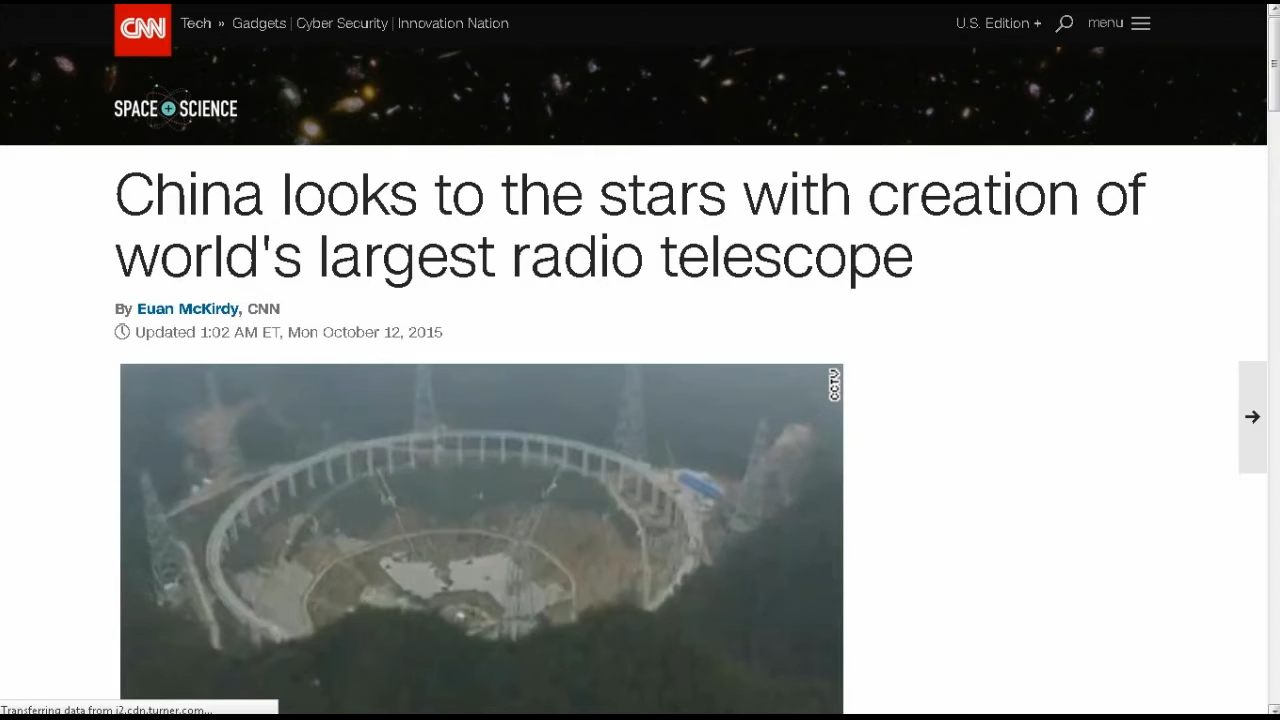 CNN Tech » Gadgets | Cyber Security | Innovation Nation U.S. Edition + menu
SPACE + SCIENCE
China looks to the stars with creation of
world's largest radio telescope
By Euan McKirdy, CNN
Updated 1:02 AM ET, Mon October 12, 2015
CCTV
Transferring data from i2.cdn.turner.com...